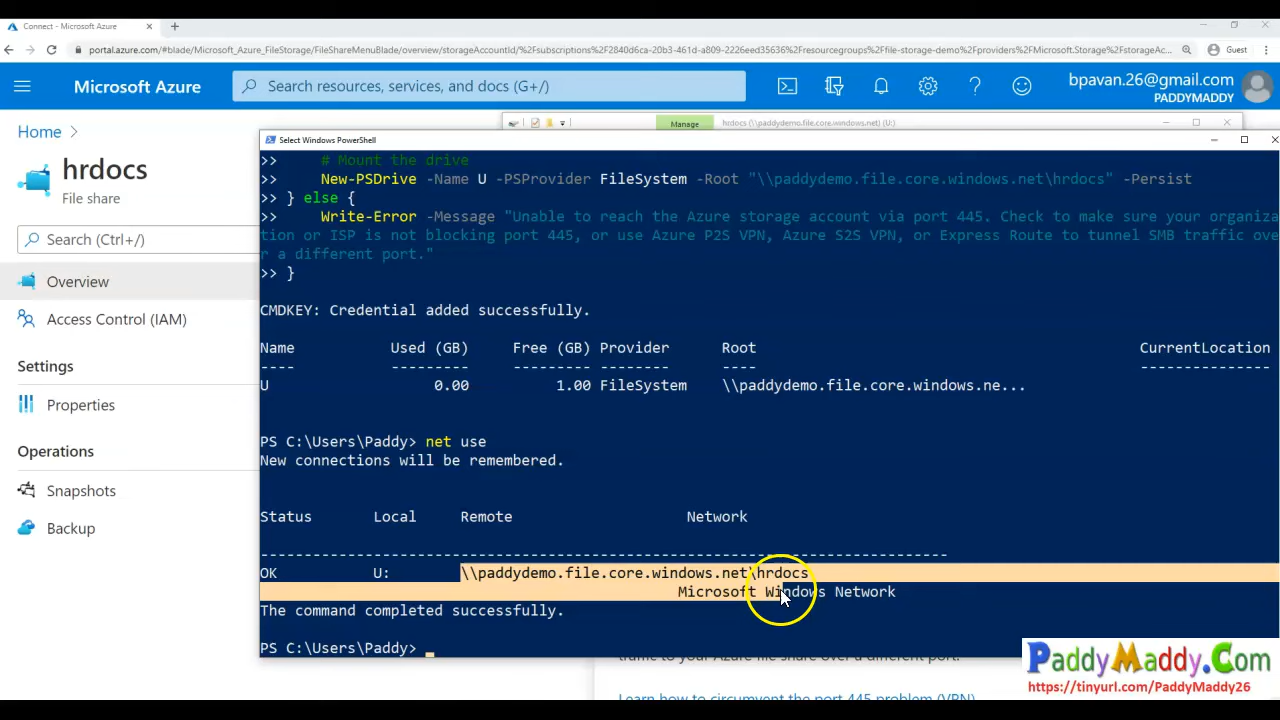 Connect - Microsoft Azure
portal.azure.com/#blade/Microsoft_Azure_FileStorage/FileShareMenuBlade/overview/storageAccountId/%2fsubscriptions%2F2840d6ca-20b3-461d-a809-2226eed35636%2Fresourcegroups%2Ffile-storage-demo%2Fproviders%2FMicrosoft.Storage%2FstorageAc...
Guest
Microsoft Azure
Search resources, services, and docs (G+/)
bpavan.26@gmail.com
PADDYMADDY
Home
hrdocs
File share
Search (Ctrl+/)
Overview
Access Control (IAM)
Settings
Properties
Operations
Snapshots
Backup
Manage
hrdocs (\\paddydemo.file.core.windows.net) (U:)
Select Windows PowerShell
>> # Mount the drive
>> New-PSDrive -Name U -PSProvider FileSystem -Root "\\paddydemo.file.core.windows.net\hrdocs" -Persist
>> } else {
>> Write-Error -Message "Unable to reach the Azure storage account via port 445. Check to make sure your organiza
tion or ISP is not blocking port 445, or use Azure P2S VPN, Azure S2S VPN, or Express Route to tunnel SMB traffic ove
r a different port."
>> }
CMDKEY: Credential added successfully.
Name Used (GB) Free (GB) Provider Root CurrentLocation
---- --------- --------- -------- ---- ---------------
U 0.00 1.00 FileSystem \\paddydemo.file.core.windows.ne...
PS C:\Users\Paddy> net use
New connections will be remembered.
Status Local Remote Network
-------------------------------------------------------------------------------
OK U: \\paddydemo.file.core.windows.net\hrdocs
Microsoft Windows Network
The command completed successfully.
PS C:\Users\Paddy>
traffic to your Azure file share over a different port.
Learn how to circumvent the port 445 problem (VPN)
PaddyMaddy.Com
https://tinyurl.com/PaddyMaddy26